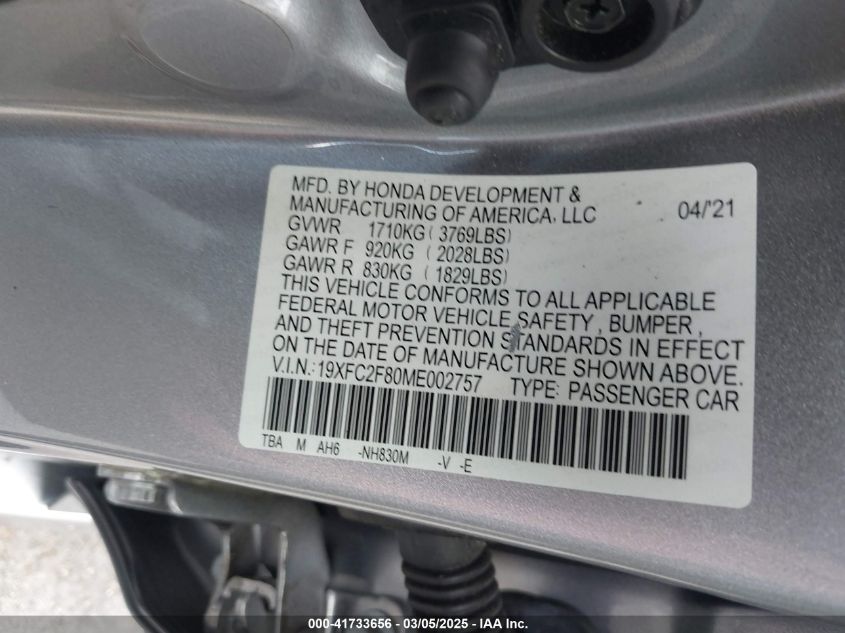 MFD. BY HONDA DEVELOPMENT &
MANUFACTURING OF AMERICA, LLC 04/'21
GVWR 1710KG (3769LBS)
GAWR F 920KG (2028LBS)
GAWR R 830KG (1829LBS)
THIS VEHICLE CONFORMS TO ALL APPLICABLE
FEDERAL MOTOR VEHICLE SAFETY, BUMPER,
AND THEFT PREVENTION STANDARDS IN EFFECT
ON THE DATE OF MANUFACTURE SHOWN ABOVE.
V.I.N.:19XFC2F80ME002757 TYPE: PASSENGER CAR
TBA M AH6 -NH830M -V -E
000-41733656 — 03/05/2025 — IAA Inc.